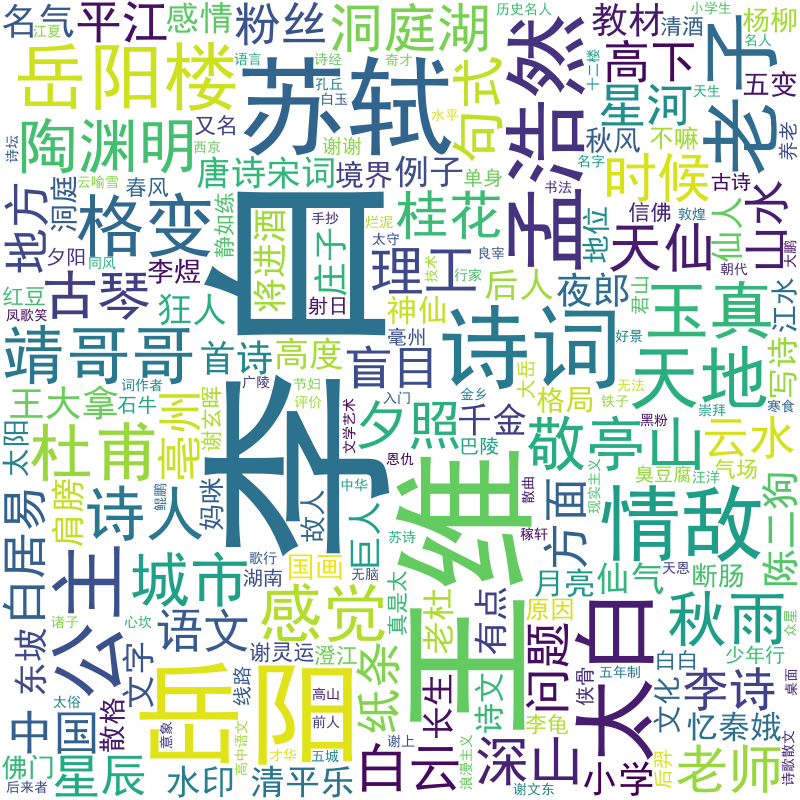 名气
江夏
平江
感情
粉丝
语言
诗经
洞庭湖
奇才
历史名人
教材
清酒
小学生
名人
杨柳
岳阳楼
孔丘
白玉
苏轼
句式
孟浩然
十二楼
高下
老子
五变
诗坛
陶渊明
又名
西京
谢谢
水平
星河
天生
养老
云喻雪
春风
唐诗宋词
境界
例子
单身
秋风
不嘛
名字
古诗
地方
洞庭
夕阳
同风
格变
静如练
李白
将进酒
手抄
庄子
射日
烂泥
太守
桂花
书法
时候
地位
信佛
敦煌
天仙
仙人
山水
大鹏
朝代
红豆
凤歌笑
李煜
古琴
狂人
理工
技术
良宰
行家
后人
夜郎
君山
玉真
江水
神仙
毫州
靖哥哥
首诗
高度
盲目
诗词
大岳
好景
天地
写诗
王大拿
词作者
石牛
谢玄晖
广陵
节妇
评价
入门
金乡
格局
无法
铁子
崇拜
寒食
太阳
杜甫
亳州
文学艺术
夕照
千金
巴陵
敬亭山
黑粉
云水
恩仇
白居易
肩膀
诗人
鲲鹏
妈咪
故人
中华
巨人
王维
散曲
稼轩
方面
现实主义
臭豆腐
汪洋
气场
情敌
陈二狗
公主
城市
歌行
湖南
国画
无脑
苏诗
真是太
月亮
仙气
天恩
断肠
东坡
诸子
心坎
语文
感觉
老杜
有点
原因
秋雨
众星
文字
谢灵运
澄江
纸条
问题
太白
侠骨
白白
少年行
五年制
中国
太俗
散格
意象
线路
岳阳
前人
长生
诗文
李龟
文化
李诗
忆秦娥
桌面
佛门
后来者
星辰
水印
才华
高中语文
清平乐
五城
白云
谢上
浪漫主义
深山
谢文东
小学
后羿
老师
诗歌散文